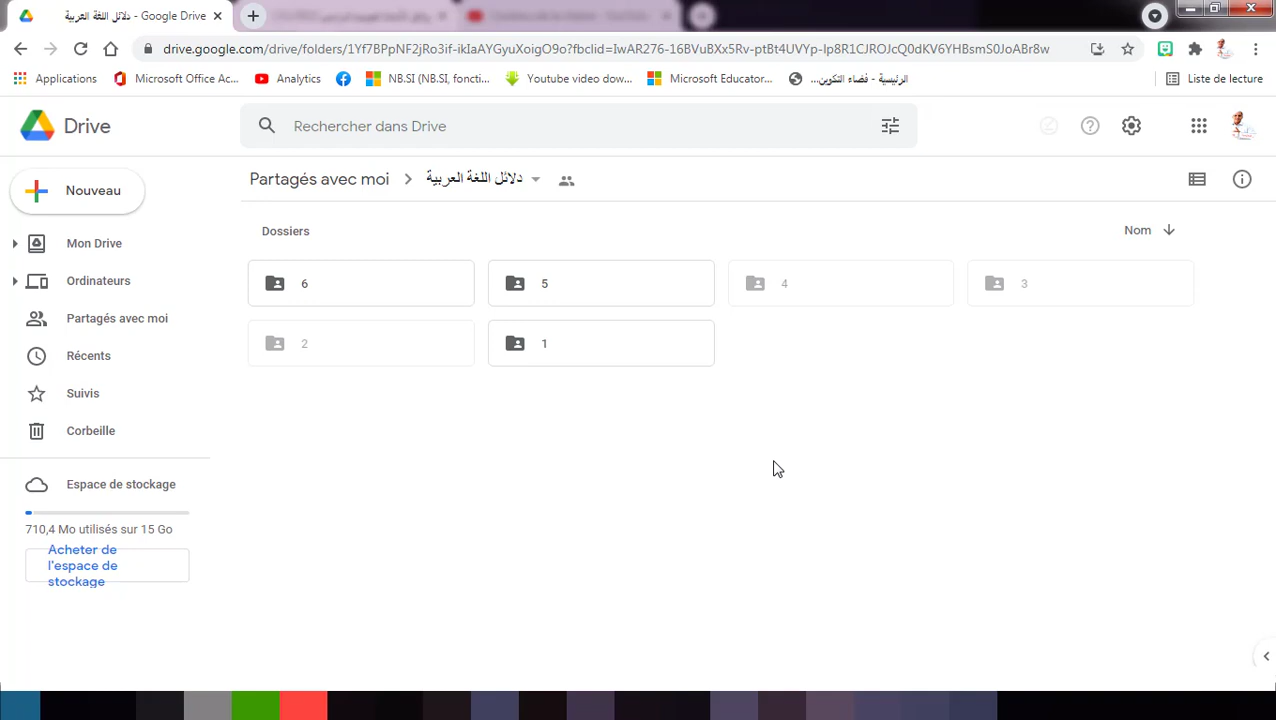 دلائل اللغة العربية - Google Drive
drive.google.com/drive/folders/1Yf7BPpNF2jRo3if-ikIaAYGyuXoigO9o?fbclid=IwAR276-16BVuBXx5Rv-ptBt4UVYp-lp8R1CJROJcQ0dKV6YHBsmS0JoABr8w
Applications
Microsoft Office Ac...
Analytics
NB.SI (NB.SI, foncti...
Youtube video dow...
Microsoft Educator...
الرئيسية - فضاء التكوين...
Liste de lecture
Drive
Rechercher dans Drive
Nouveau
Partagés avec moi > دلائل اللغة العربية
Mon Drive
Ordinateurs
Partagés avec moi
Récents
Suivis
Corbeille
Espace de stockage
710,4 Mo utilisés sur 15 Go
Acheter de
l'espace de
stockage
Dossiers
Nom
6
5
4
3
2
1